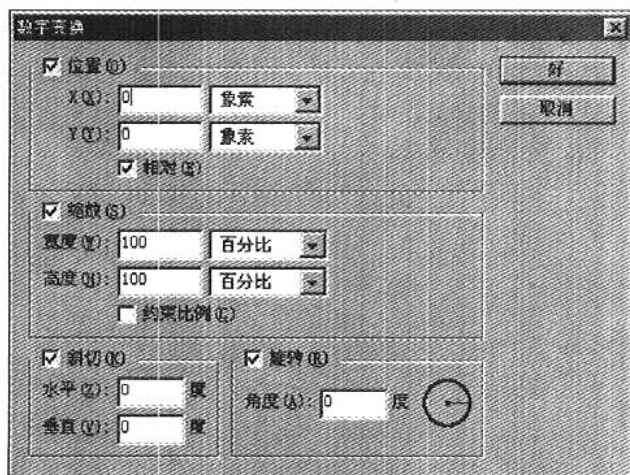 数字变换
位置(O)
好
X(X): 0 象素
取消
Y(Y): 0 象素
相对(E)
缩放(S)
宽度(W): 100 百分比
高度(H): 100 百分比
约束比例(C)
斜切(K)
旋转(R)
水平(Z): 0 度
角度(A): 0 度
垂直(V): 0 度